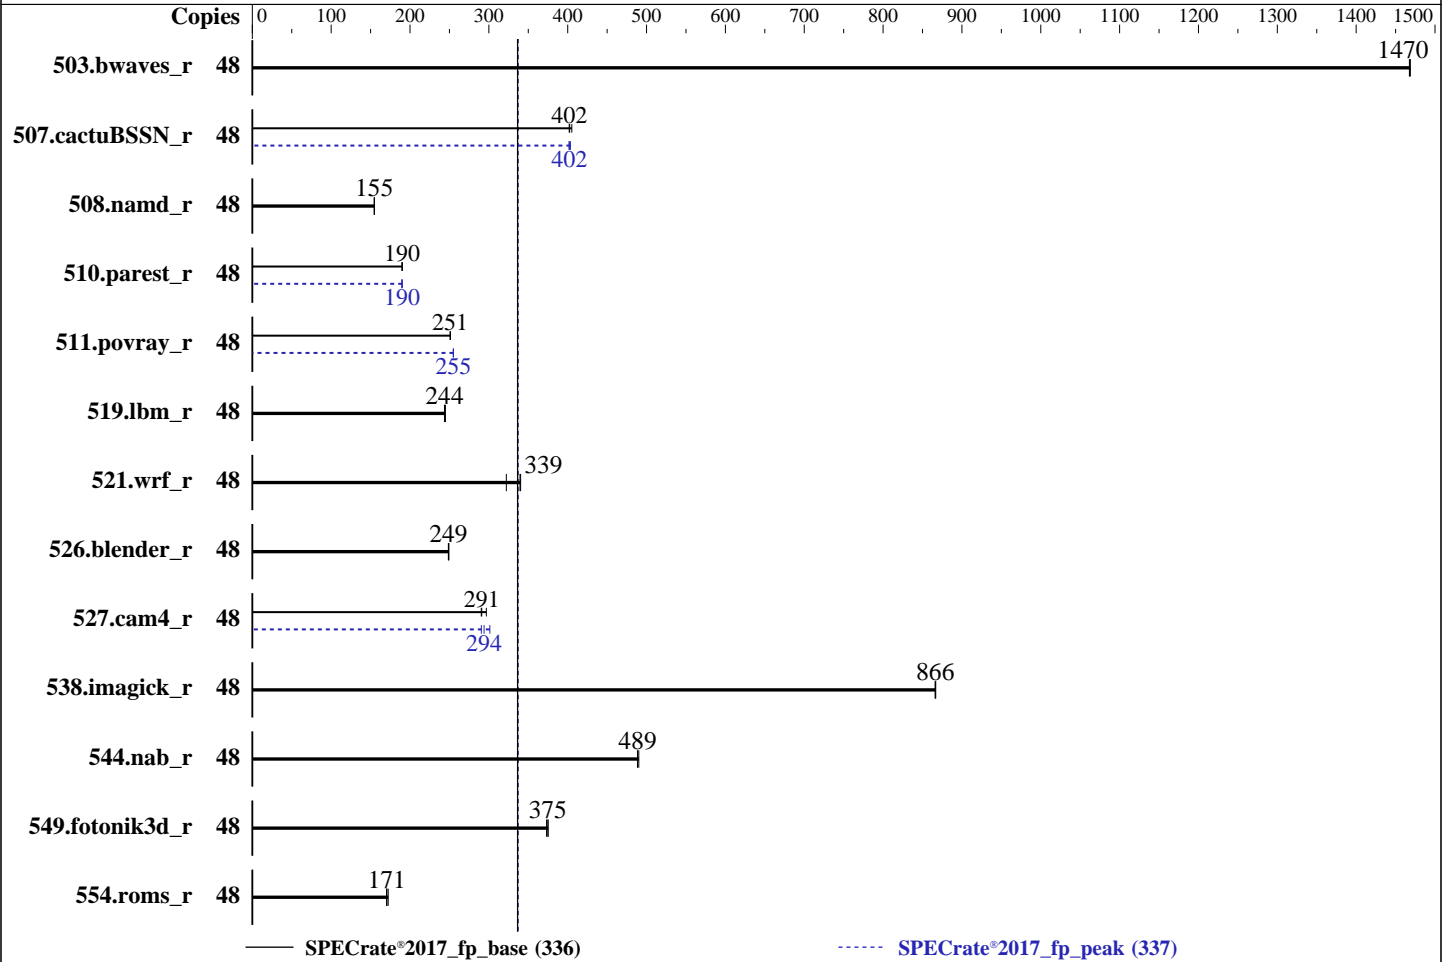 Copies 0 100 200 300 400 500 600 700 800 900 1000 1100 1200 1300 1400 1500
1470
503.bwaves_r 48
402
507.cactuBSSN_r 48
402
155
508.namd_r 48
190
510.parest_r 48
190
251
511.povray_r 48
255
244
519.lbm_r 48
339
521.wrf_r 48
249
526.blender_r 48
291
527.cam4_r 48
294
866
538.imagick_r 48
489
544.nab_r 48
375
549.fotonik3d_r 48
171
554.roms_r 48
SPECrate®2017_fp_base (336) SPECrate®2017_fp_peak (337)